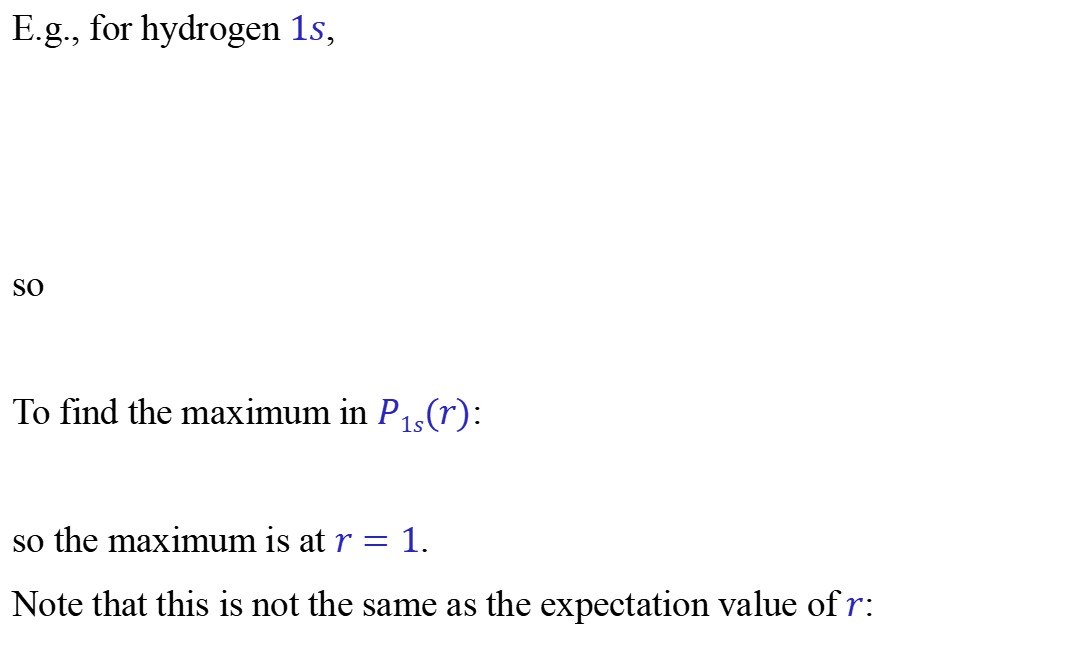 E.g., for hydrogen 1s,
so
To find the maximum in P₁ₛ(r):
so the maximum is at r = 1.
Note that this is not the same as the expectation value of r: